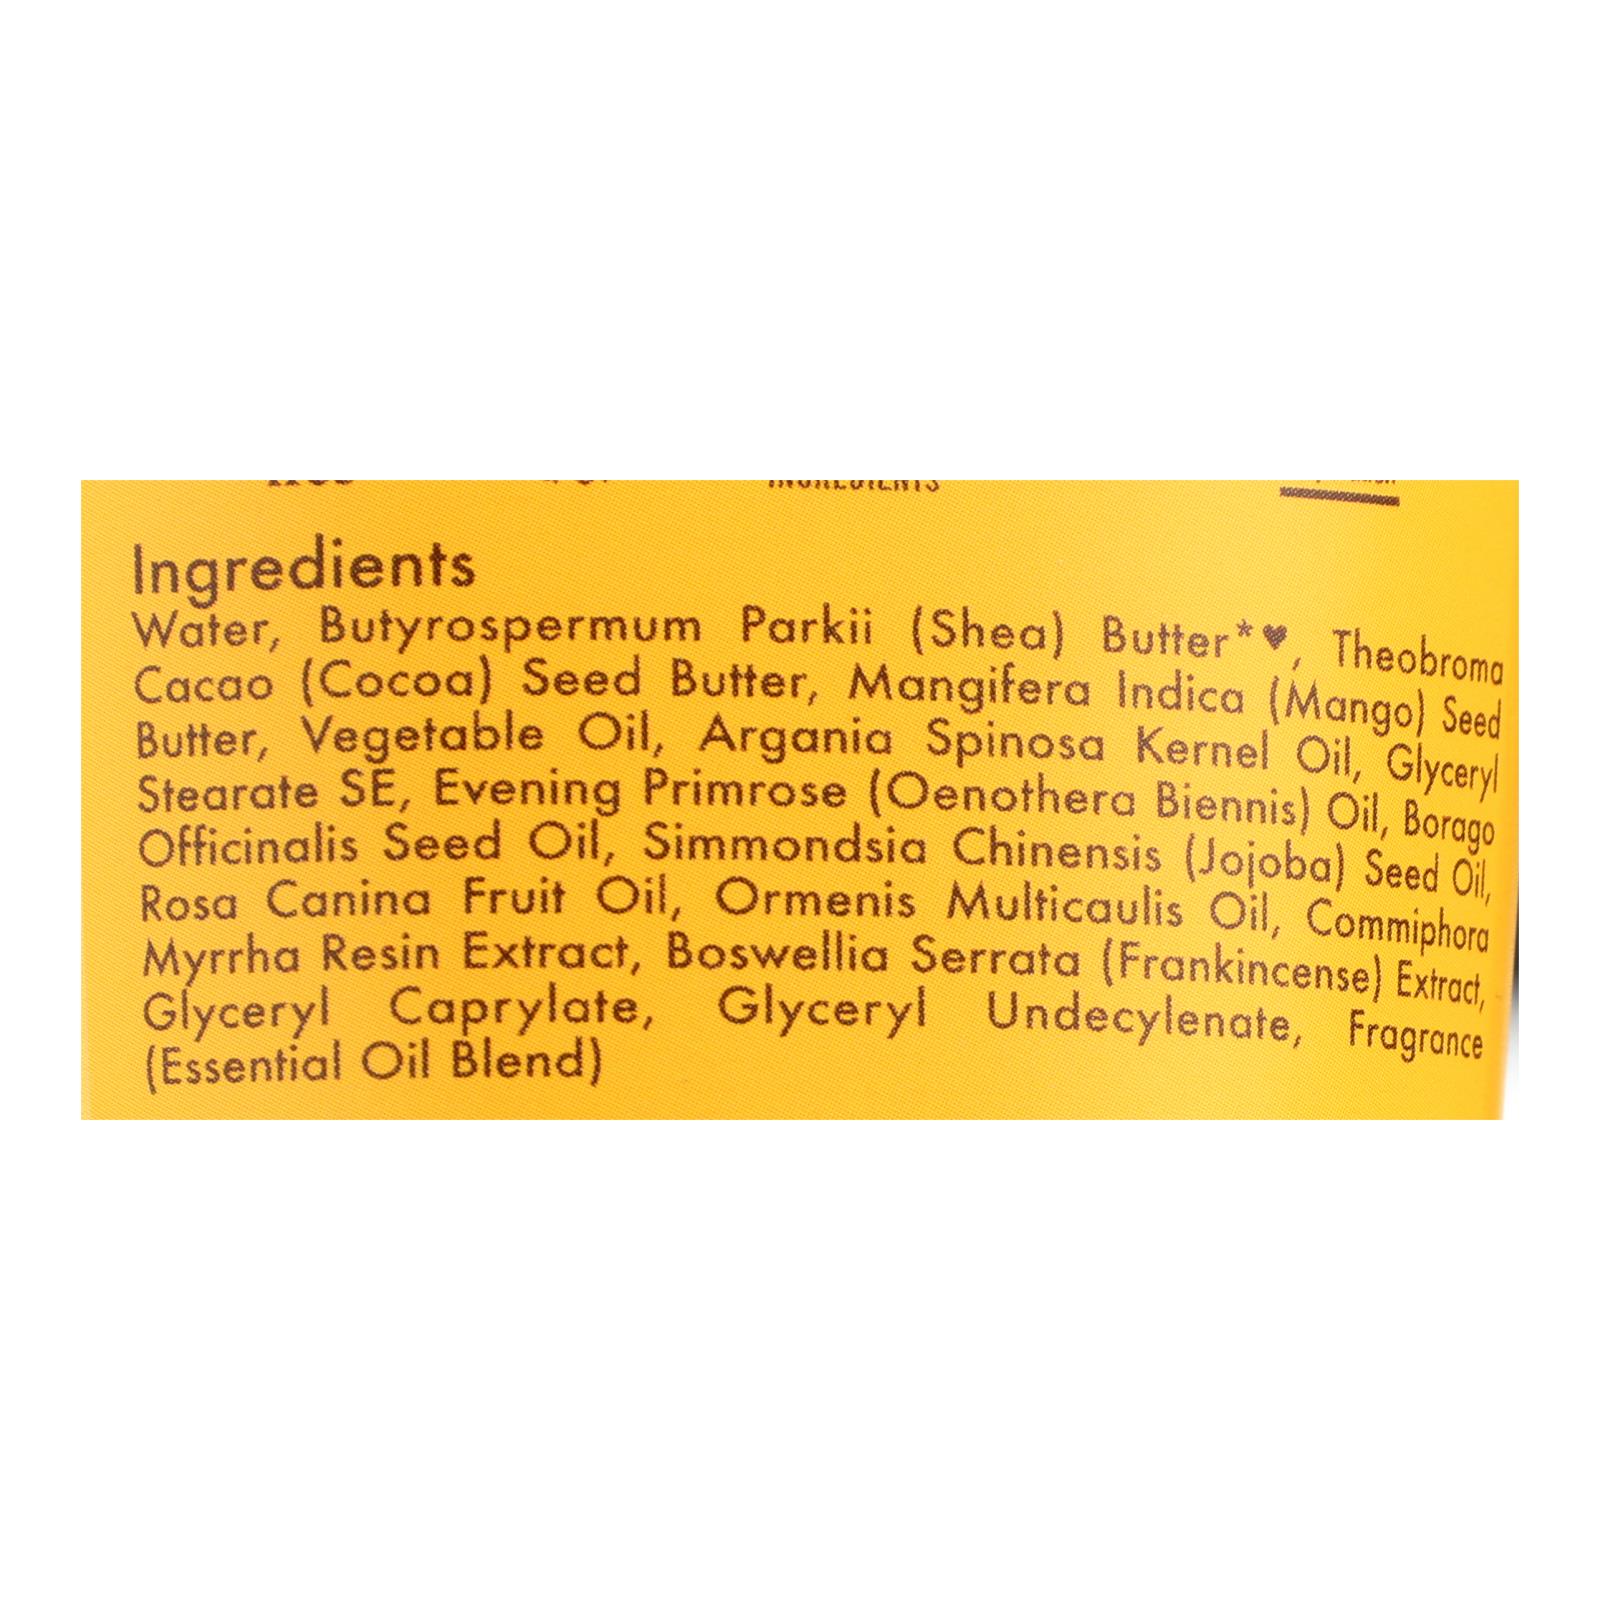 INGREDIENTS
Ingredients
Water, Butyrospermum Parkii (Shea) Butter*♥, Theobroma
Cacao (Cocoa) Seed Butter, Mangifera Indica (Mango) Seed
Butter, Vegetable Oil, Argania Spinosa Kernel Oil, Glyceryl
Stearate SE, Evening Primrose (Oenothera Biennis) Oil, Borago
Officinalis Seed Oil, Simmondsia Chinensis (Jojoba) Seed Oil,
Rosa Canina Fruit Oil, Ormenis Multicaulis Oil, Commiphora
Myrrha Resin Extract, Boswellia Serrata (Frankincense) Extract,
Glyceryl Caprylate, Glyceryl Undecylenate, Fragrance
(Essential Oil Blend)